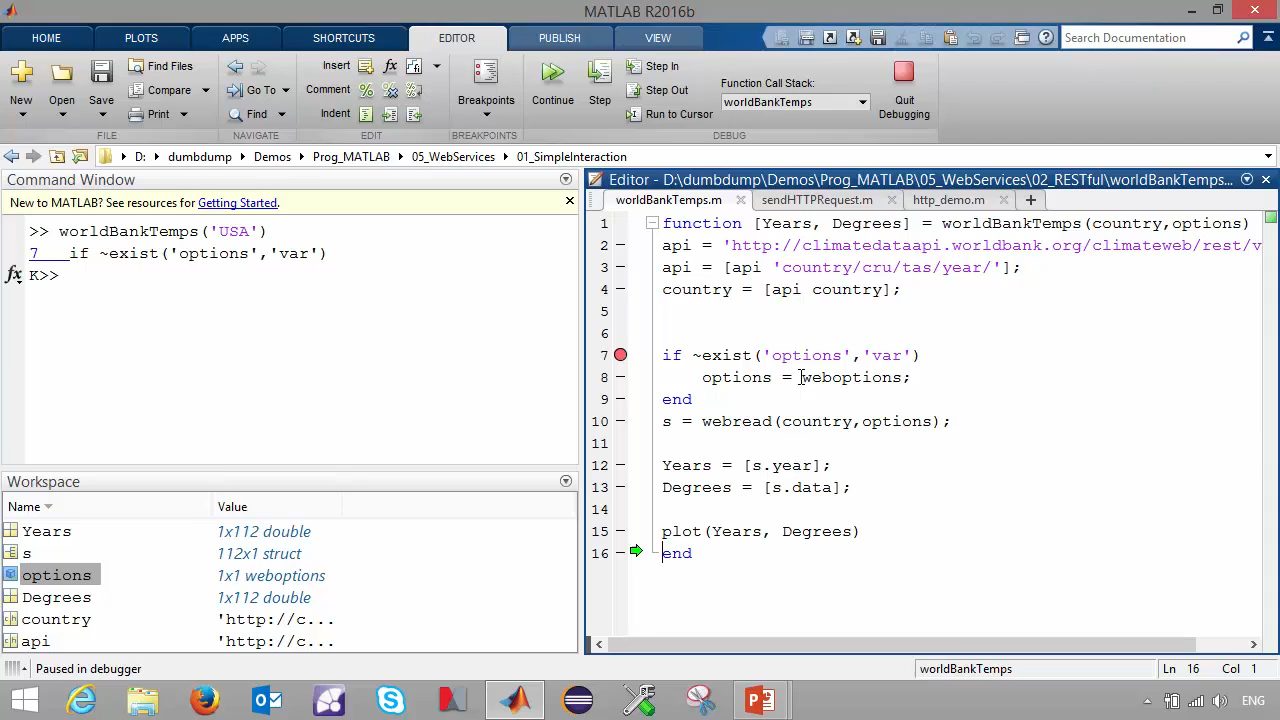 MATLAB R2016b
HOME PLOTS APPS SHORTCUTS EDITOR PUBLISH VIEW Search Documentation
New Open Save Find Files Compare Print
Go To Find
Insert Comment Indent
Breakpoints
Continue Step Step In Step Out Run to Cursor
Function Call Stack:
worldBankTemps
Quit Debugging
FILE NAVIGATE EDIT BREAKPOINTS DEBUG
D: dumbdump Demos Prog_MATLAB 05_WebServices 01_SimpleInteraction
Command Window
New to MATLAB? See resources for Getting Started.
>> worldBankTemps('USA')
7 if ~exist('options','var')
fx K>>
Workspace
Name Value
Years 1x112 double
s 112x1 struct
options 1x1 weboptions
Degrees 1x112 double
country 'http://c...
api 'http://c...
Editor - D:\dumbdump\Demos\Prog_MATLAB\05_WebServices\02_RESTful\worldBankTemps...
worldBankTemps.m sendHTTPRequest.m http_demo.m
1 function [Years, Degrees] = worldBankTemps(country,options)
2 api = 'http://climatedataapi.worldbank.org/climateweb/rest/v
3 api = [api 'country/cru/tas/year/'];
4 country = [api country];
5
6
7 if ~exist('options','var')
8 options = weboptions;
9 end
10 s = webread(country,options);
11
12 Years = [s.year];
13 Degrees = [s.data];
14
15 plot(Years, Degrees)
16 end
Paused in debugger worldBankTemps Ln 16 Col 1
ENG